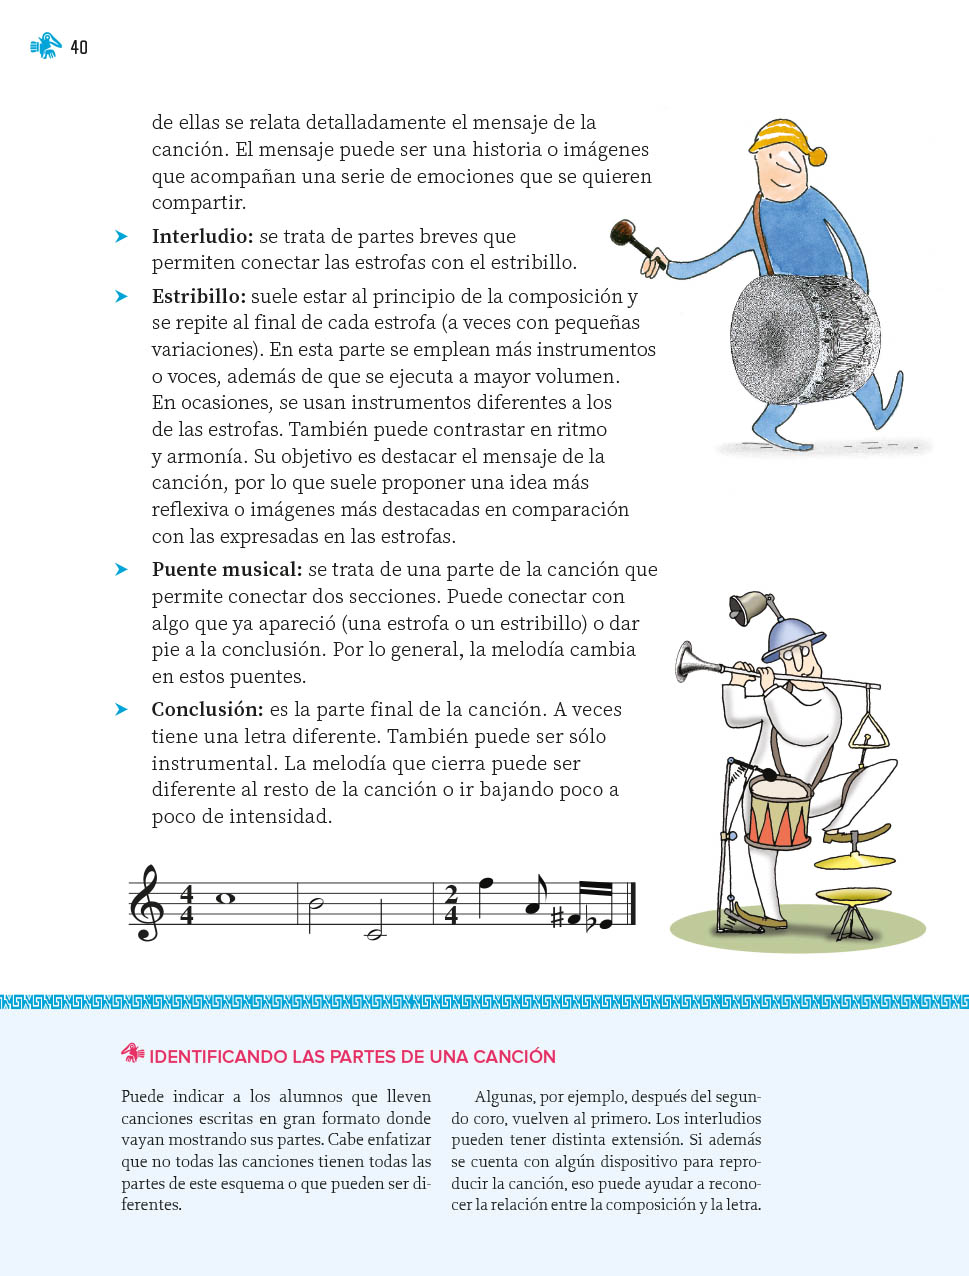 40
de ellas se relata detalladamente el mensaje de la
canción. El mensaje puede ser una historia o imágenes
que acompañan una serie de emociones que se quieren
compartir.
➤ Interludio: se trata de partes breves que
permiten conectar las estrofas con el estribillo.
➤ Estribillo: suele estar al principio de la composición y
se repite al final de cada estrofa (a veces con pequeñas
variaciones). En esta parte se emplean más instrumentos
o voces, además de que se ejecuta a mayor volumen.
En ocasiones, se usan instrumentos diferentes a los
de las estrofas. También puede contrastar en ritmo
y armonía. Su objetivo es destacar el mensaje de la
canción, por lo que suele proponer una idea más
reflexiva o imágenes más destacadas en comparación
con las expresadas en las estrofas.
➤ Puente musical: se trata de una parte de la canción que
permite conectar dos secciones. Puede conectar con
algo que ya apareció (una estrofa o un estribillo) o dar
pie a la conclusión. Por lo general, la melodía cambia
en estos puentes.
➤ Conclusión: es la parte final de la canción. A veces
tiene una letra diferente. También puede ser sólo
instrumental. La melodía que cierra puede ser
diferente al resto de la canción o ir bajando poco a
poco de intensidad.
4 2
4 4
IDENTIFICANDO LAS PARTES DE UNA CANCIÓN
Puede indicar a los alumnos que lleven
canciones escritas en gran formato donde
vayan mostrando sus partes. Cabe enfatizar
que no todas las canciones tienen todas las
partes de este esquema o que pueden ser di-
ferentes.
Algunas, por ejemplo, después del segun-
do coro, vuelven al primero. Los interludios
pueden tener distinta extensión. Si además
se cuenta con algún dispositivo para repro-
ducir la canción, eso puede ayudar a recono-
cer la relación entre la composición y la letra.